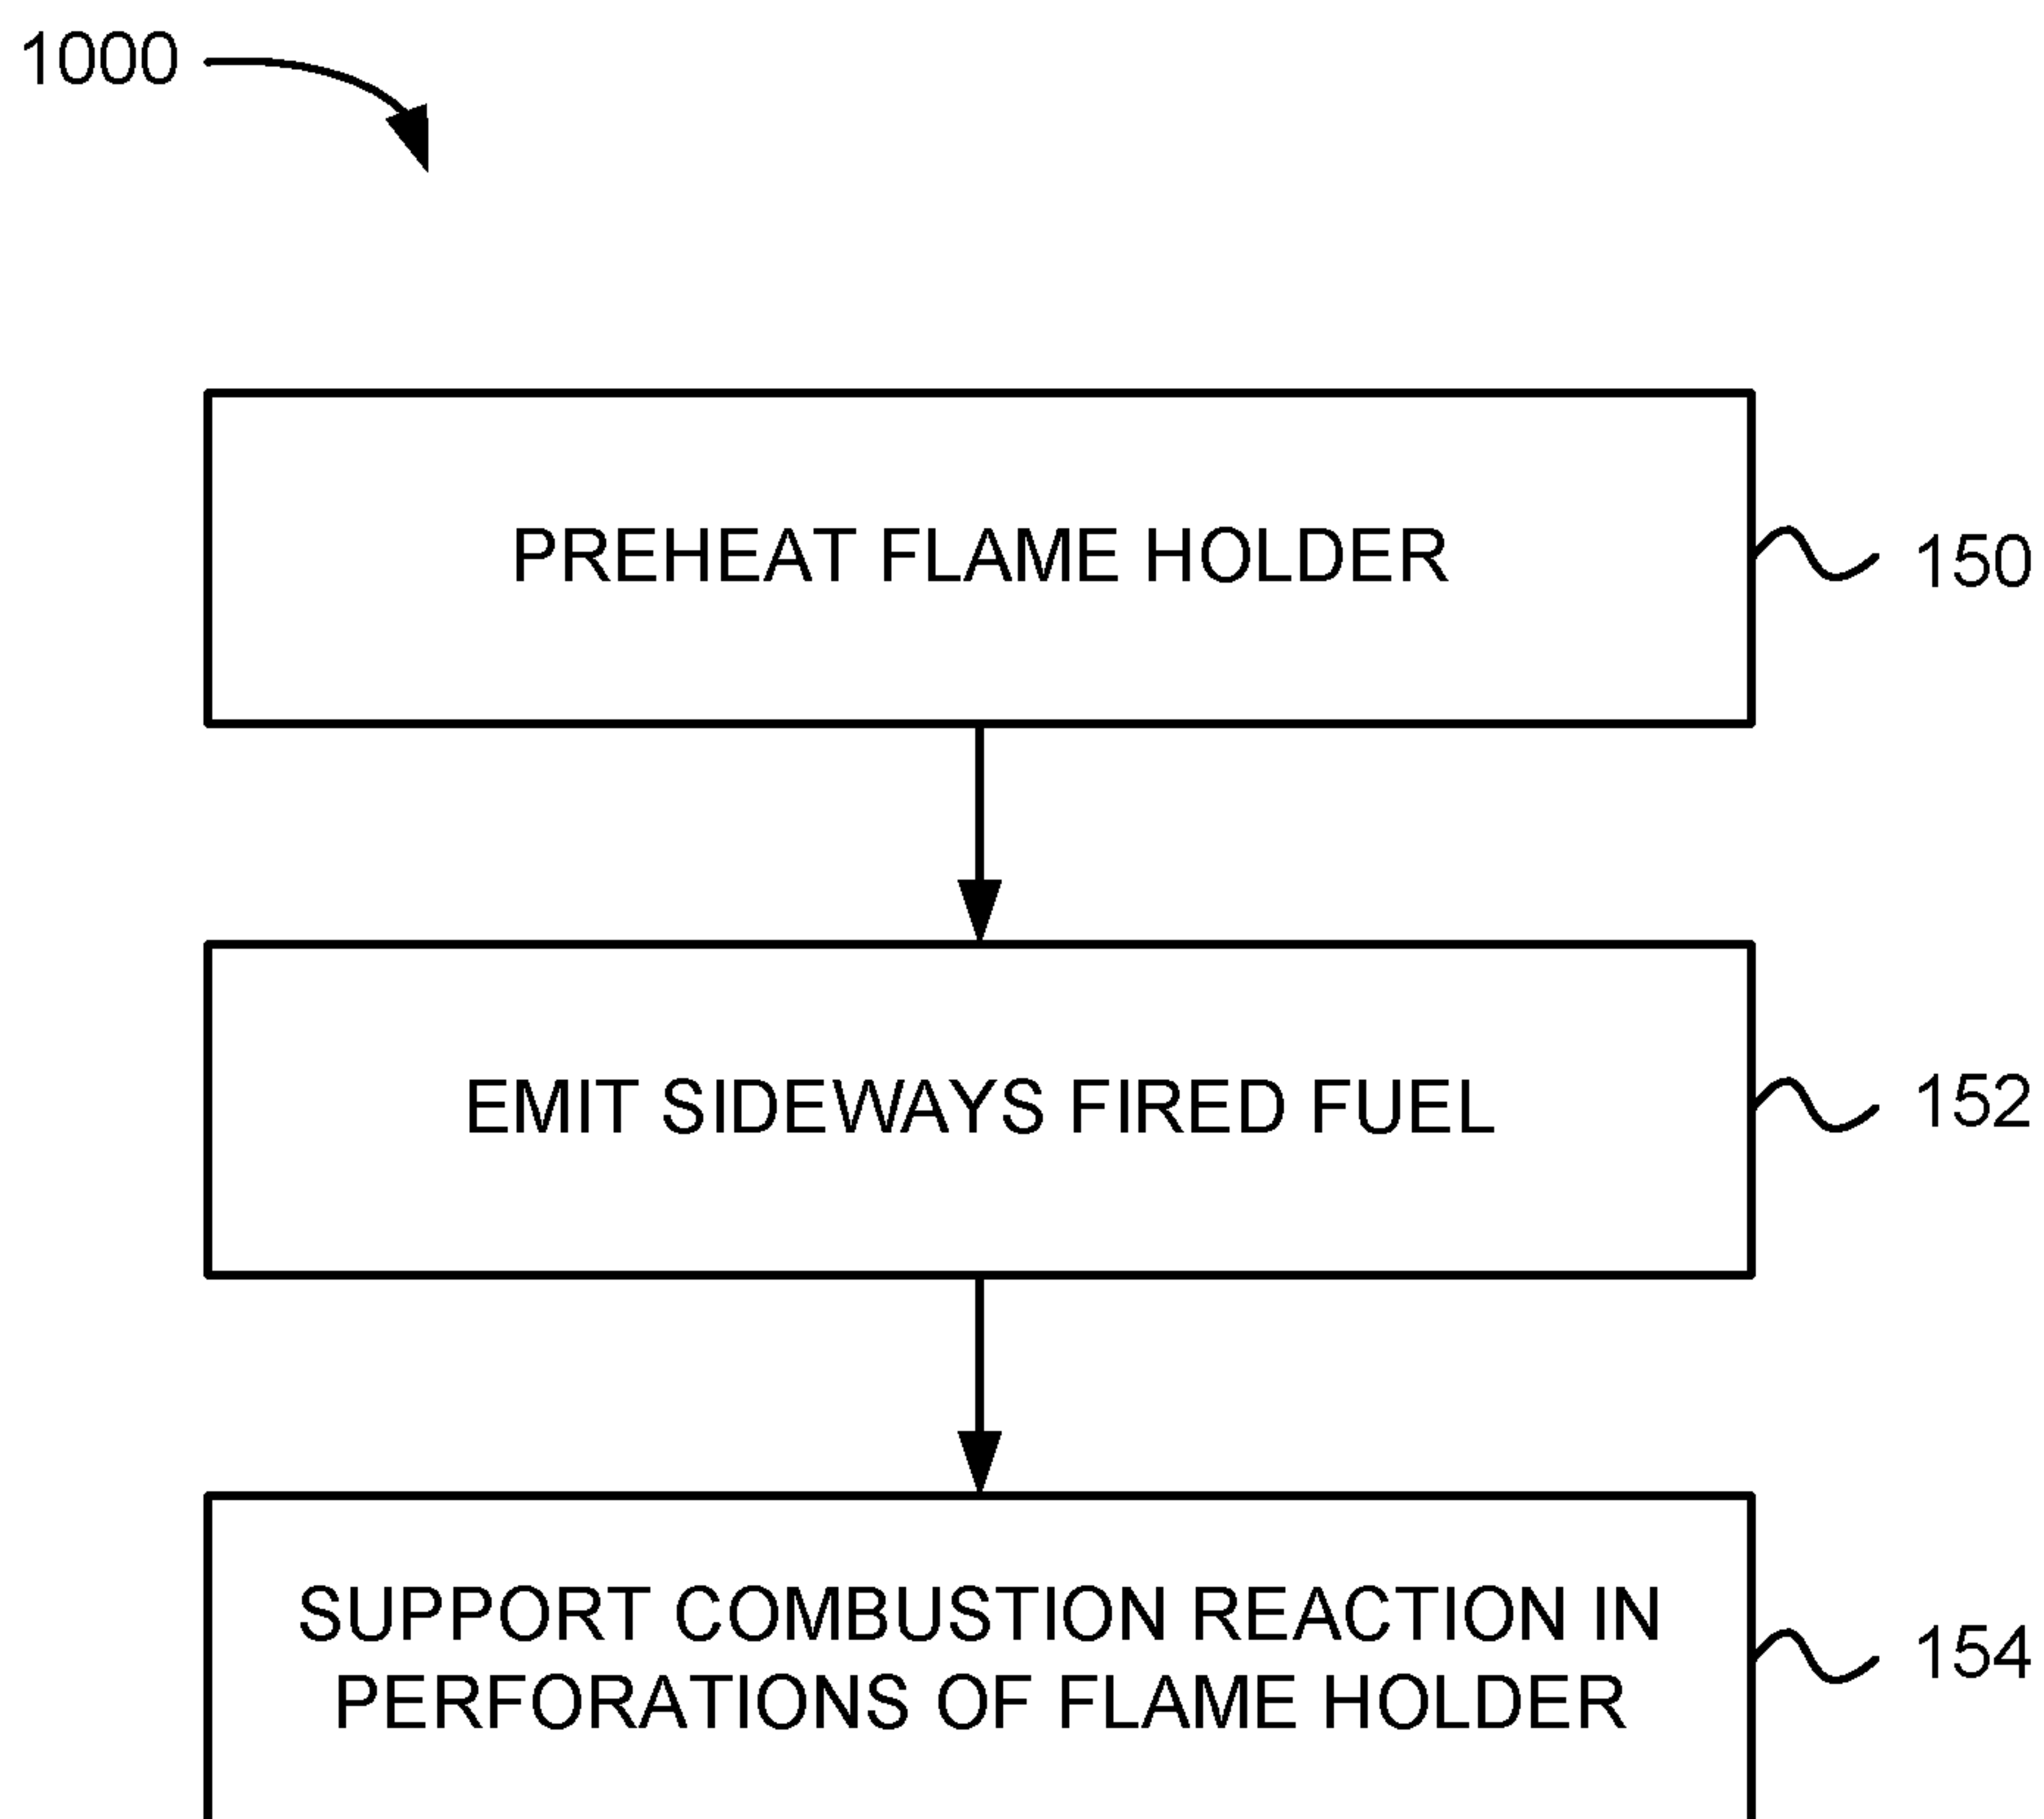 1000
PREHEAT FLAME HOLDER
150
EMIT SIDEWAYS FIRED FUEL
152
SUPPORT COMBUSTION REACTION IN
PERFORATIONS OF FLAME HOLDER
154